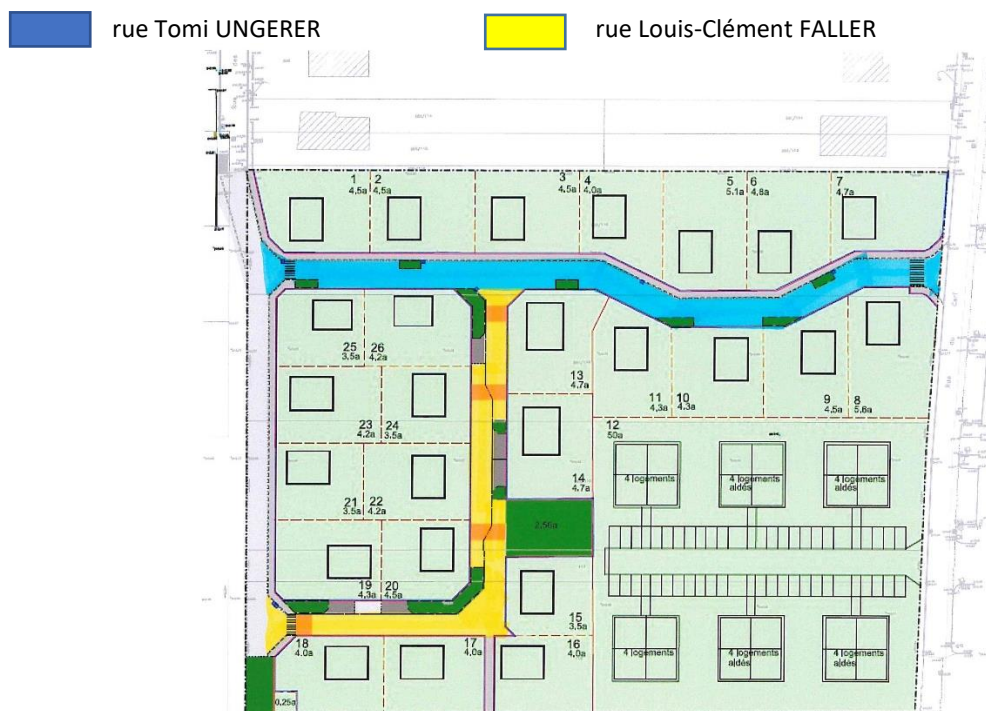 rue Tomi UNGERER
rue Louis-Clément FALLER
1
4,5a
2
4,5a
3
4,5a
4
4,0a
5
5.1a
6
4,8a
7
4,7a
25
3.5a
26
4.2a
13
4.7a
11
4,3a
10
4.3a
9
4.5a
8
5.6a
23
4.2a
24
3.5a
12
50a
14
4.7a
4 logements
4 logements
aidés
4 logements
aidés
21
3.5a
22
4.2a
2,56a
19
4.3a
20
4.5a
15
3,5a
18
4.0a
17
4,0a
16
4,0a
4 logements
aidés
4 logements
aidés
4 logements
aidés
0,25a